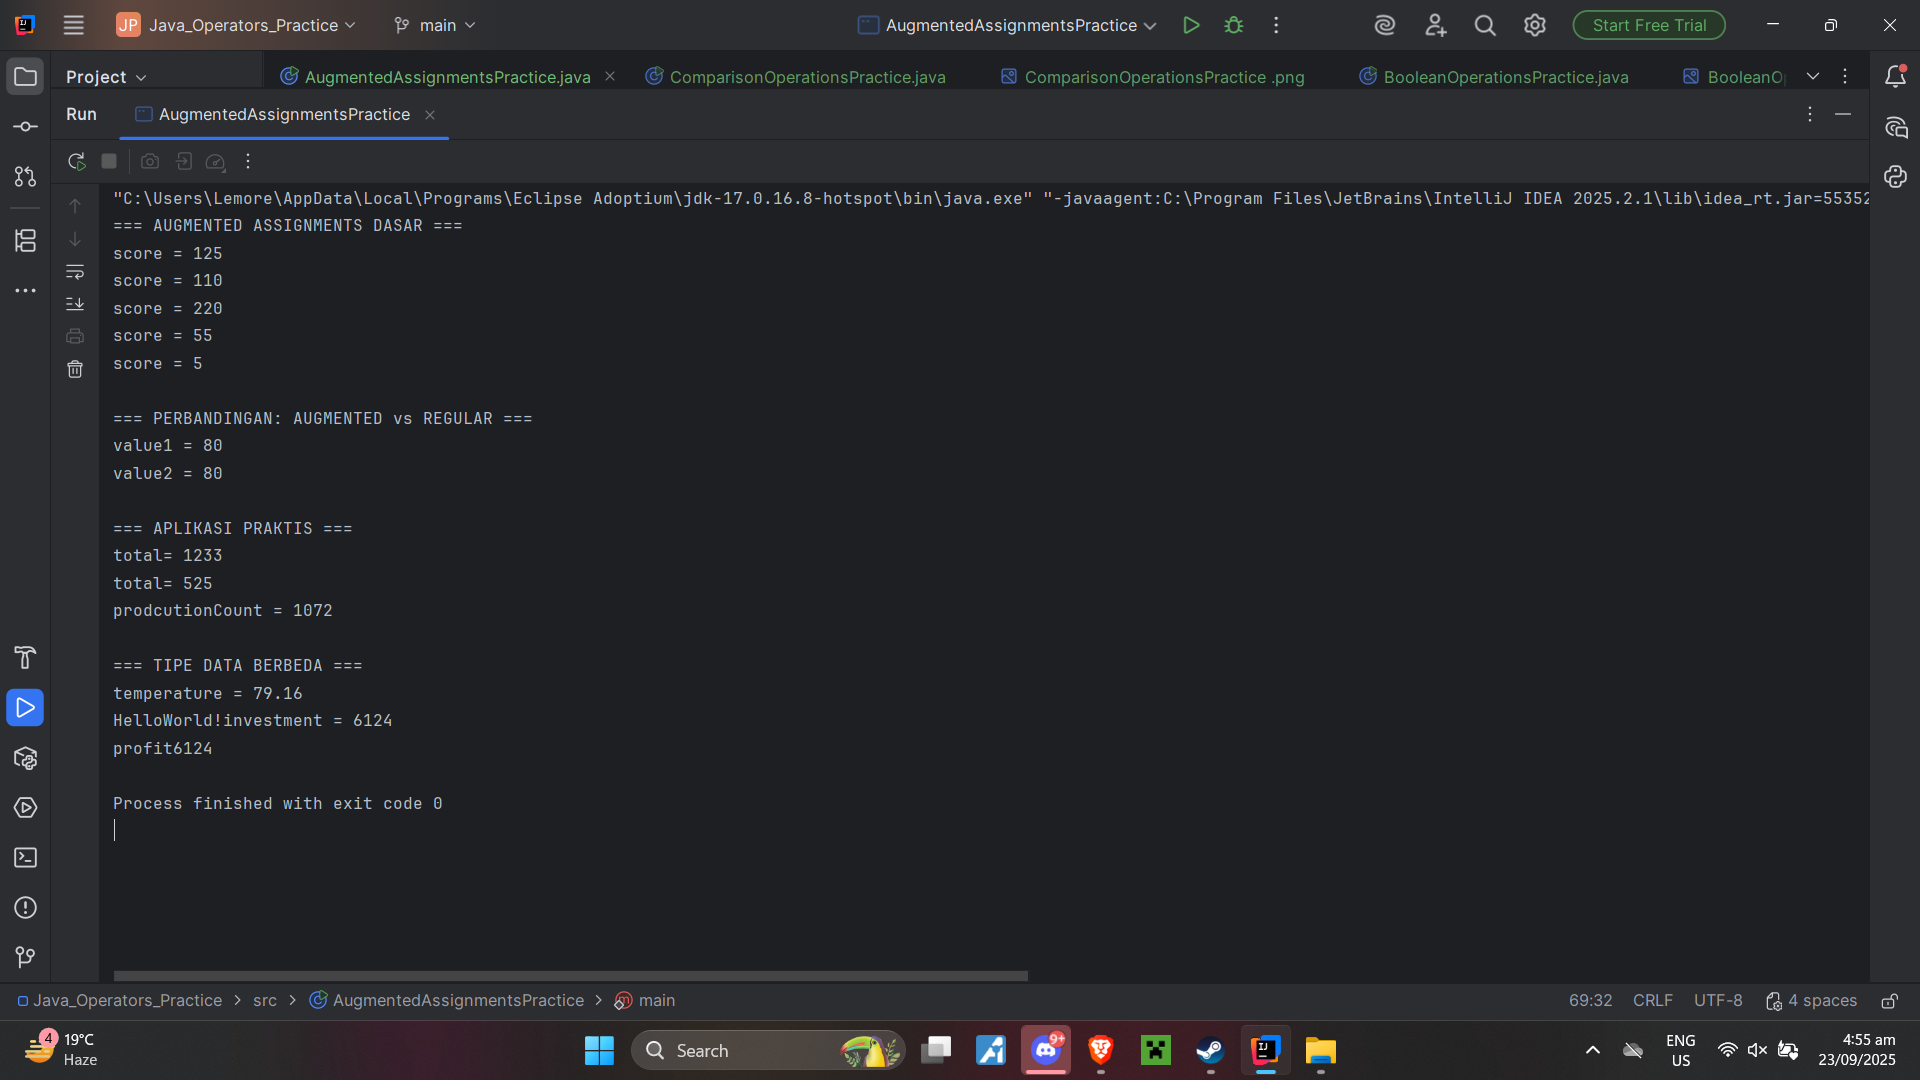 JP Java_Operators_Practice main AugmentedAssignmentsPractice Start Free Trial
Project AugmentedAssignmentsPractice.java ComparisonOperationsPractice.java ComparisonOperationsPractice .png BooleanOperationsPractice.java BooleanO
Run AugmentedAssignmentsPractice
"C:\Users\Lemore\AppData\Local\Programs\Eclipse Adoptium\jdk-17.0.16.8-hotspot\bin\java.exe" "-javaagent:C:\Program Files\JetBrains\IntelliJ IDEA 2025.2.1\lib\idea_rt.jar=55352
=== AUGMENTED ASSIGNMENTS DASAR ===
score = 125
score = 110
score = 220
score = 55
score = 5
=== PERBANDINGAN: AUGMENTED vs REGULAR ===
value1 = 80
value2 = 80
=== APLIKASI PRAKTIS ===
total= 1233
total= 525
prodcutionCount = 1072
=== TIPE DATA BERBEDA ===
temperature = 79.16
HelloWorld!investment = 6124
profit6124
Process finished with exit code 0
Java_Operators_Practice > src > AugmentedAssignmentsPractice > main 69:32 CRLF UTF-8 4 spaces
4 19°C
Haze
Search
9+
ENG
US
4:55 am
23/09/2025